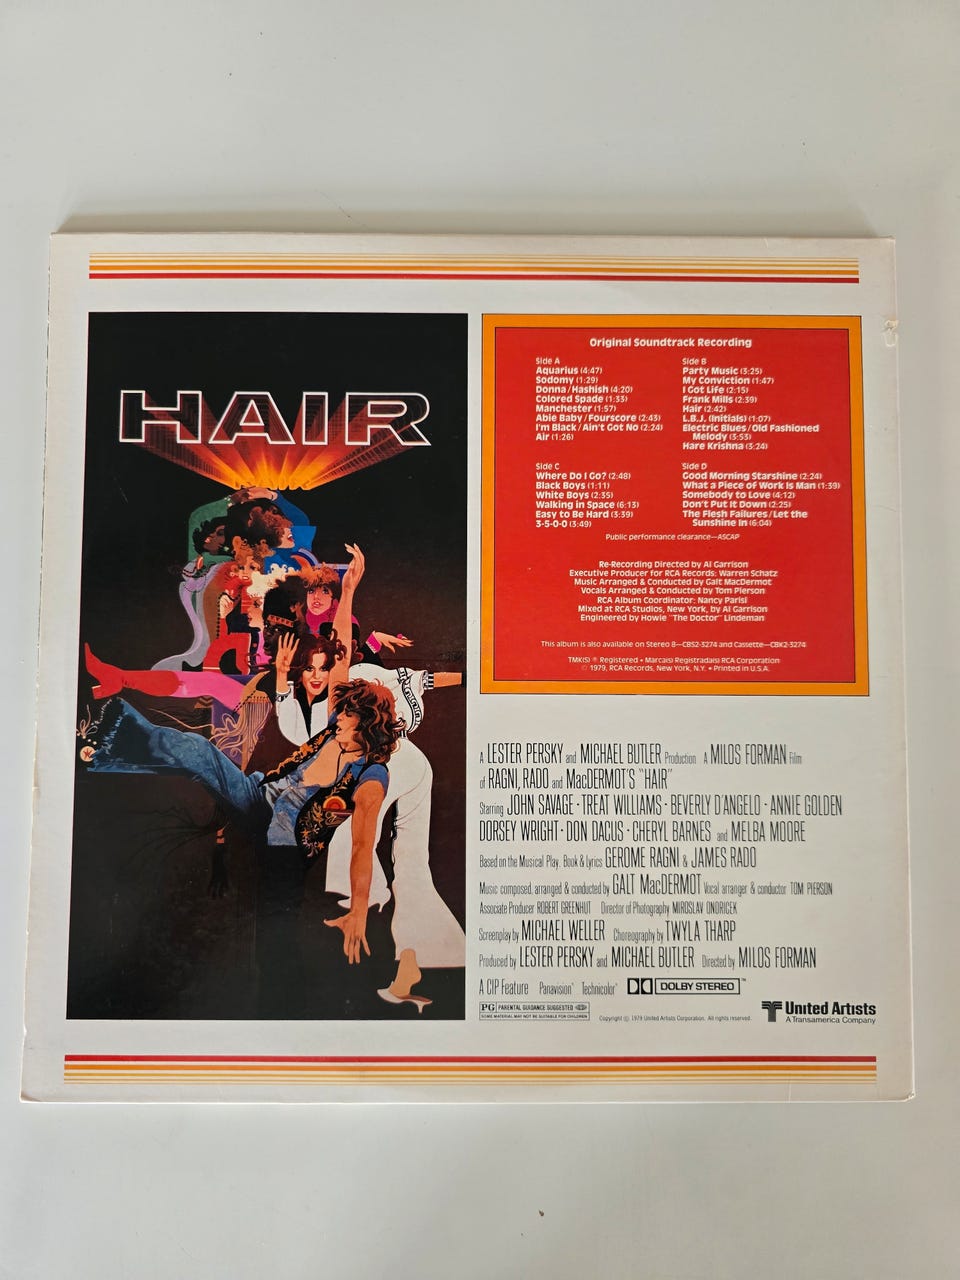 HAIR
Original Soundtrack Recording
Side A
Aquarius (4:47)
Sodomy (1:29)
Donna/Hashish (4:20)
Colored Spade (1:33)
Manchester (1:57)
Abie Baby/Fourscore (2:43)
I'm Black/Ain't Got No (2:24)
Air (1:26)
Side B
Party Music (3:25)
My Conviction (1:47)
I Got Life (2:15)
Frank Mills (2:39)
Hair (2:42)
L.B.J. (Initials) (1:07)
Electric Blues/Old Fashioned
Melody (3:53)
Hare Krishna (3:24)
Side C
Where Do I Go? (2:48)
Black Boys (1:11)
White Boys (2:35)
Walking in Space (6:13)
Easy to Be Hard (3:39)
3-5-0-0 (3:49)
Side D
Good Morning Starshine (2:24)
What a Piece of Work Is Man (1:39)
Somebody to Love (4:12)
Don't Put It Down (2:25)
The Flesh Failures/Let the
Sunshine In (6:04)
Public performance clearance—ASCAP
Re-Recording Directed by Al Garrison
Executive Producer for RCA Records: Warren Schatz
Music Arranged & Conducted by Galt MacDermot
Vocals Arranged & Conducted by Tom Pierson
RCA Album Coordinator: Nancy Parisi
Mixed at RCA Studios, New York, by Al Garrison
Engineered by Howie "The Doctor" Lindeman
This album is also available on Stereo 8—CBS2-3274 and Cassette—CBK2-3274
TMK(S) ® Registered • Marca(s) Registrada(s) RCA Corporation
© 1979, RCA Records, New York, N.Y. • Printed in U.S.A.
A LESTER PERSKY and MICHAEL BUTLER Production A MILOS FORMAN Film
of RAGNI, RADO and MacDERMOT'S "HAIR"
Starring JOHN SAVAGE · TREAT WILLIAMS · BEVERLY D'ANGELO · ANNIE GOLDEN
DORSEY WRIGHT · DON DACUS · CHERYL BARNES and MELBA MOORE
Based on the Musical Play, Book & Lyrics GEROME RAGNI & JAMES RADO
Music composed, arranged & conducted by GALT MacDERMOT Vocal arranger & conductor TOM PIERSON
Associate Producer ROBERT GREENHUT Director of Photography MIROSLAV ONDRICEK
Screenplay by MICHAEL WELLER Choreography by TWYLA THARP
Produced by LESTER PERSKY and MICHAEL BUTLER Directed by MILOS FORMAN
A CIP Feature Panavision® Technicolor® DOLBY STEREO ™
PG PARENTAL GUIDANCE SUGGESTED
SOME MATERIAL MAY NOT BE SUITABLE FOR CHILDREN
Copyright © 1979 United Artists Corporation. All rights reserved.
United Artists
A Transamerica Company